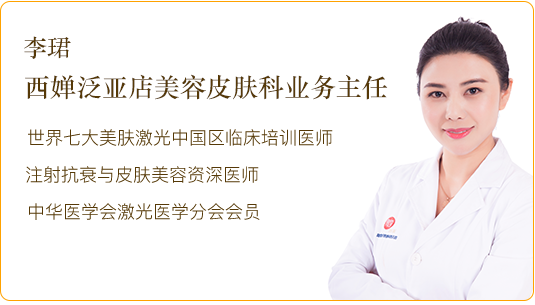 李珺
西婵泛亚店美容皮肤科业务主任
世界七大美肤激光中国区临床培训医师
注射抗衰与皮肤美容资深医师
中华医学会激光医学分会会员